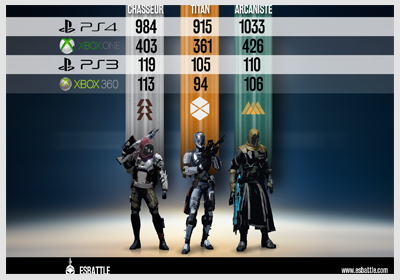 CHASSEUR TITAN ARCANISTE
PS4 984 915 1033
XBOX ONE 403 361 426
PS3 119 105 110
XBOX 360 113 94 106
ESBATTLE www.esbattle.com